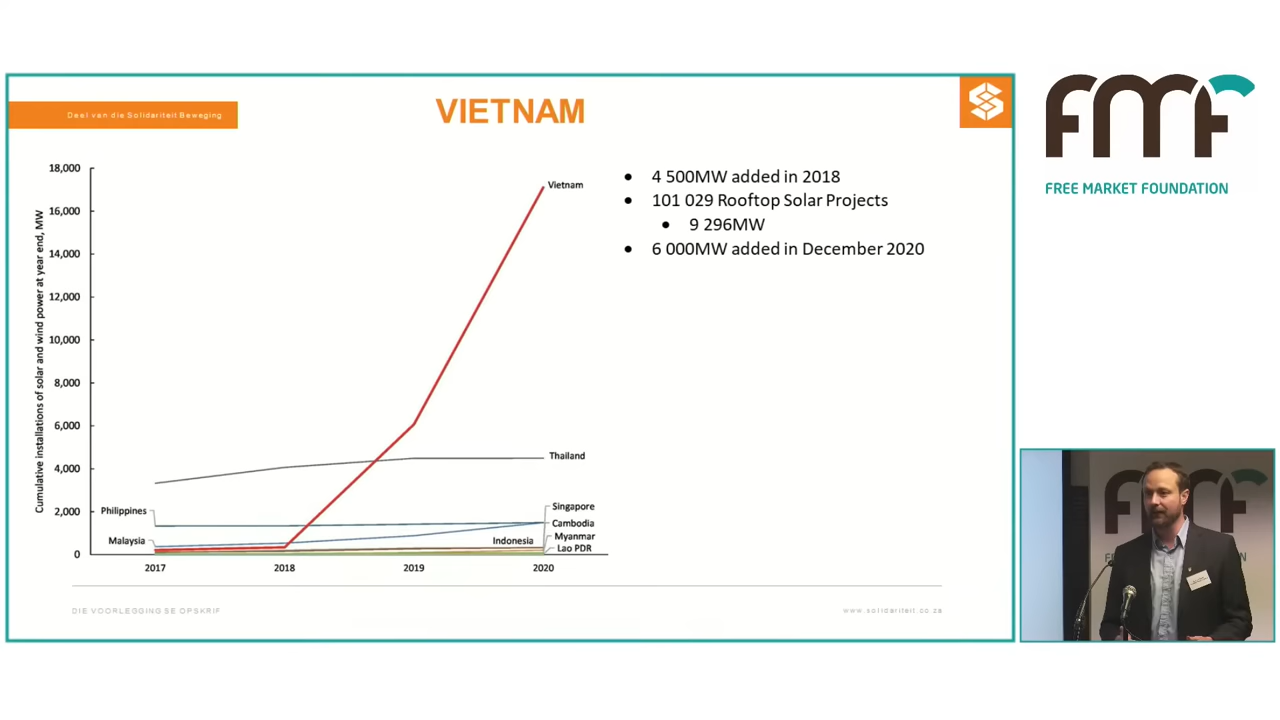 Deel van die Solidariteit Beweging
VIETNAM
FMF
FREE MARKET FOUNDATION
Cumulative installations of solar and wind power at year end, MW
18,000
16,000
14,000
12,000
10,000
8,000
6,000
4,000
2,000
0
2017
2018
2019
2020
Vietnam
Thailand
Philippines
Malaysia
Singapore
Cambodia
Indonesia
Myanmar
Lao PDR
• 4 500MW added in 2018
• 101 029 Rooftop Solar Projects
• 9 296MW
• 6 000MW added in December 2020
DIE VOORLEGGING SE OPSKRIF
www.solidariteit.co.za